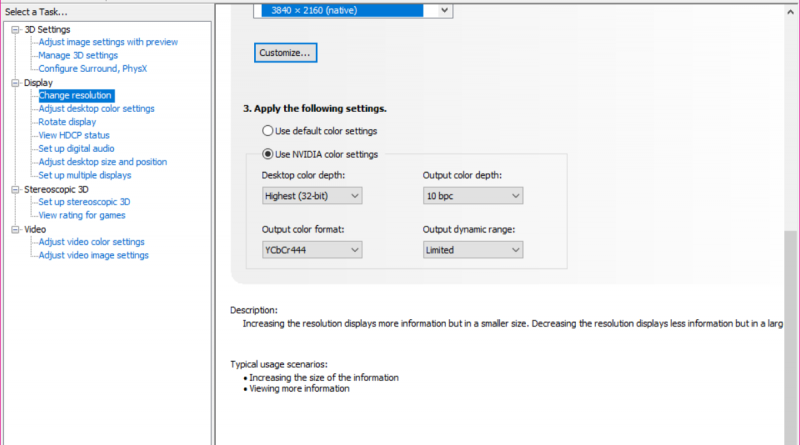 Select a Task...
3D Settings
Adjust image settings with preview
Manage 3D settings
Configure Surround, PhysX
Display
Change resolution
Adjust desktop color settings
Rotate display
View HDCP status
Set up digital audio
Adjust desktop size and position
Set up multiple displays
Stereoscopic 3D
Set up stereoscopic 3D
View rating for games
Video
Adjust video color settings
Adjust video image settings
3840 × 2160 (native)
Customize...
3. Apply the following settings.
Use default color settings
Use NVIDIA color settings
Desktop color depth:
Output color depth:
Highest (32-bit)
10 bpc
Output color format:
Output dynamic range:
YCbCr444
Limited
Description:
Increasing the resolution displays more information but in a smaller size. Decreasing the resolution displays less information but in a larg
Typical usage scenarios:
• Increasing the size of the information
• Viewing more information